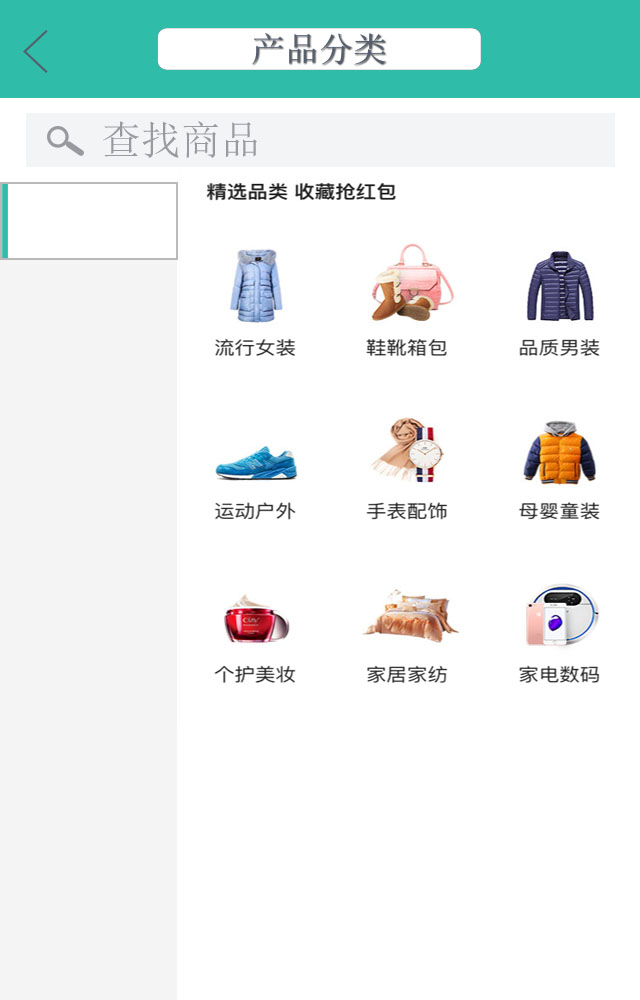 产品分类
查找商品
精选品类 收藏抢红包
流行女装 鞋靴箱包 品质男装
运动户外 手表配饰 母婴童装
OLAY
个护美妆 家居家纺 家电数码